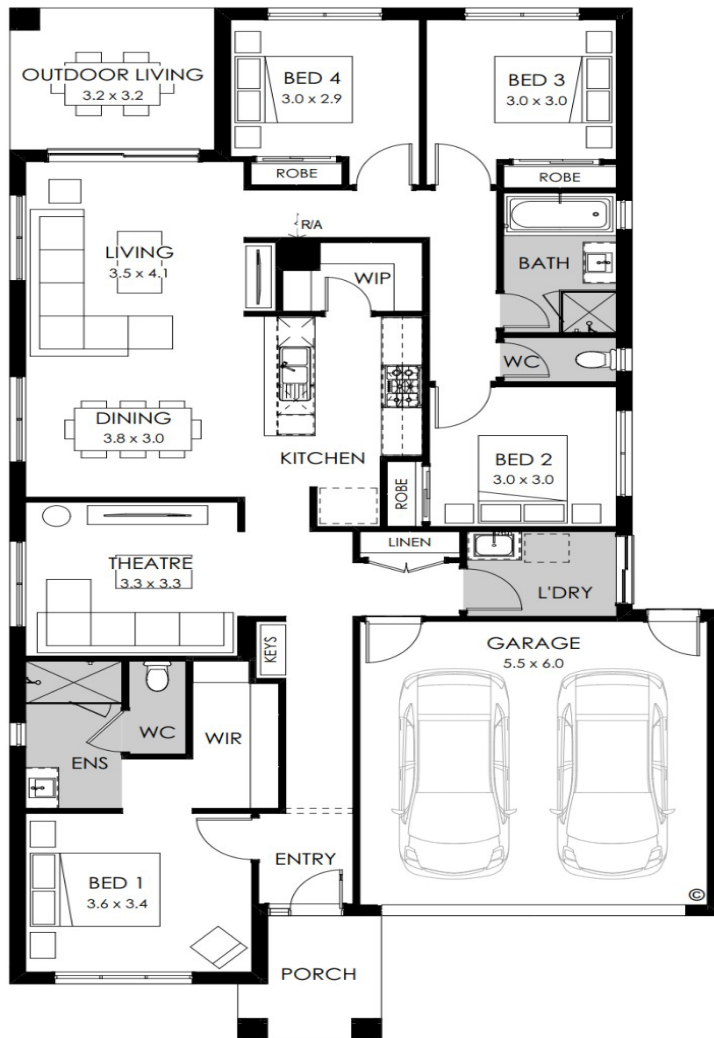 OUTDOOR LIVING
3.2 x 3.2
BED 4
3.0 x 2.9
BED 3
3.0 x 3.0
ROBE
ROBE
R/A
LIVING
3.5 x 4.1
WIP
BATH
WC
DINING
3.8 x 3.0
KITCHEN
BED 2
3.0 x 3.0
ROBE
LINEN
THEATRE
3.3 x 3.3
L'DRY
KEYS
GARAGE
5.5 x 6.0
WC
WIR
ENS
BED 1
3.6 x 3.4
ENTRY
©
PORCH